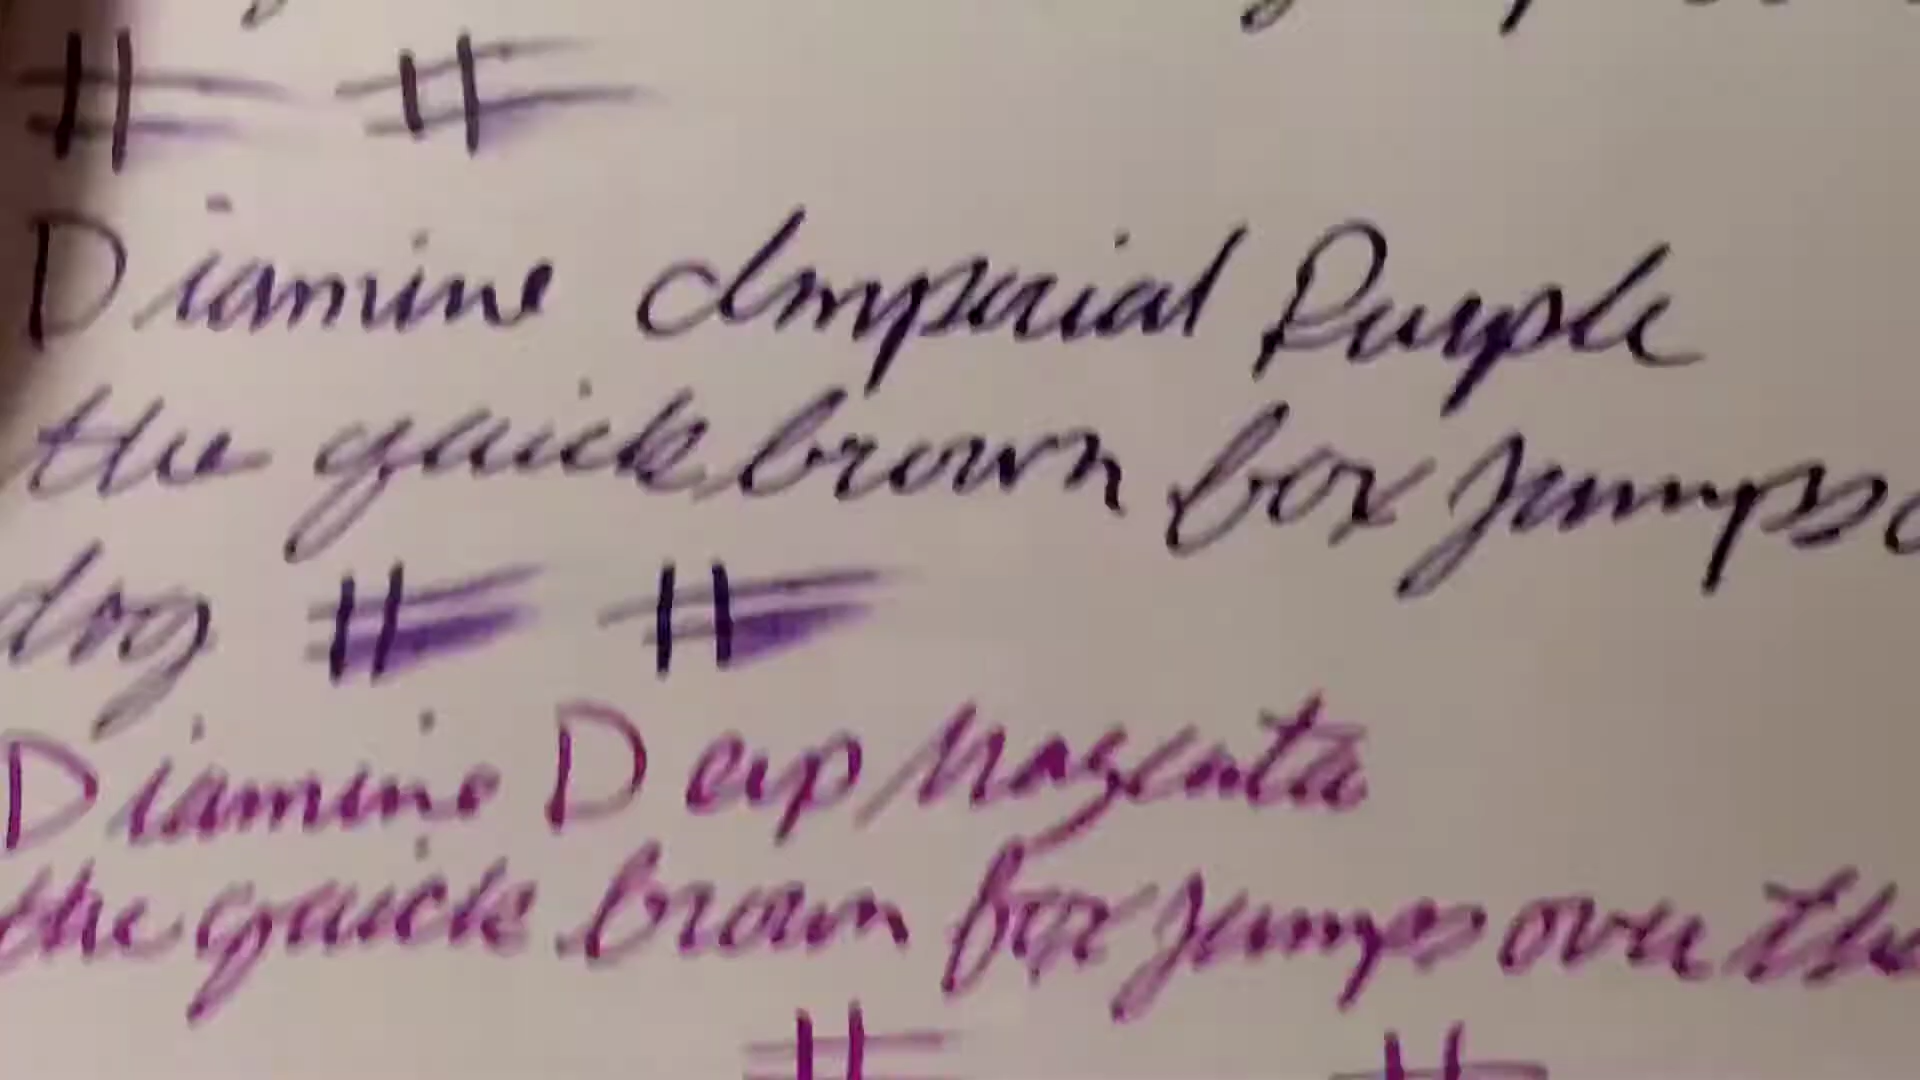 Diamine Imperial Purple
the quick brown fox jumps
dog
Diamine Deep Magenta
the quick brown fox jumps over the